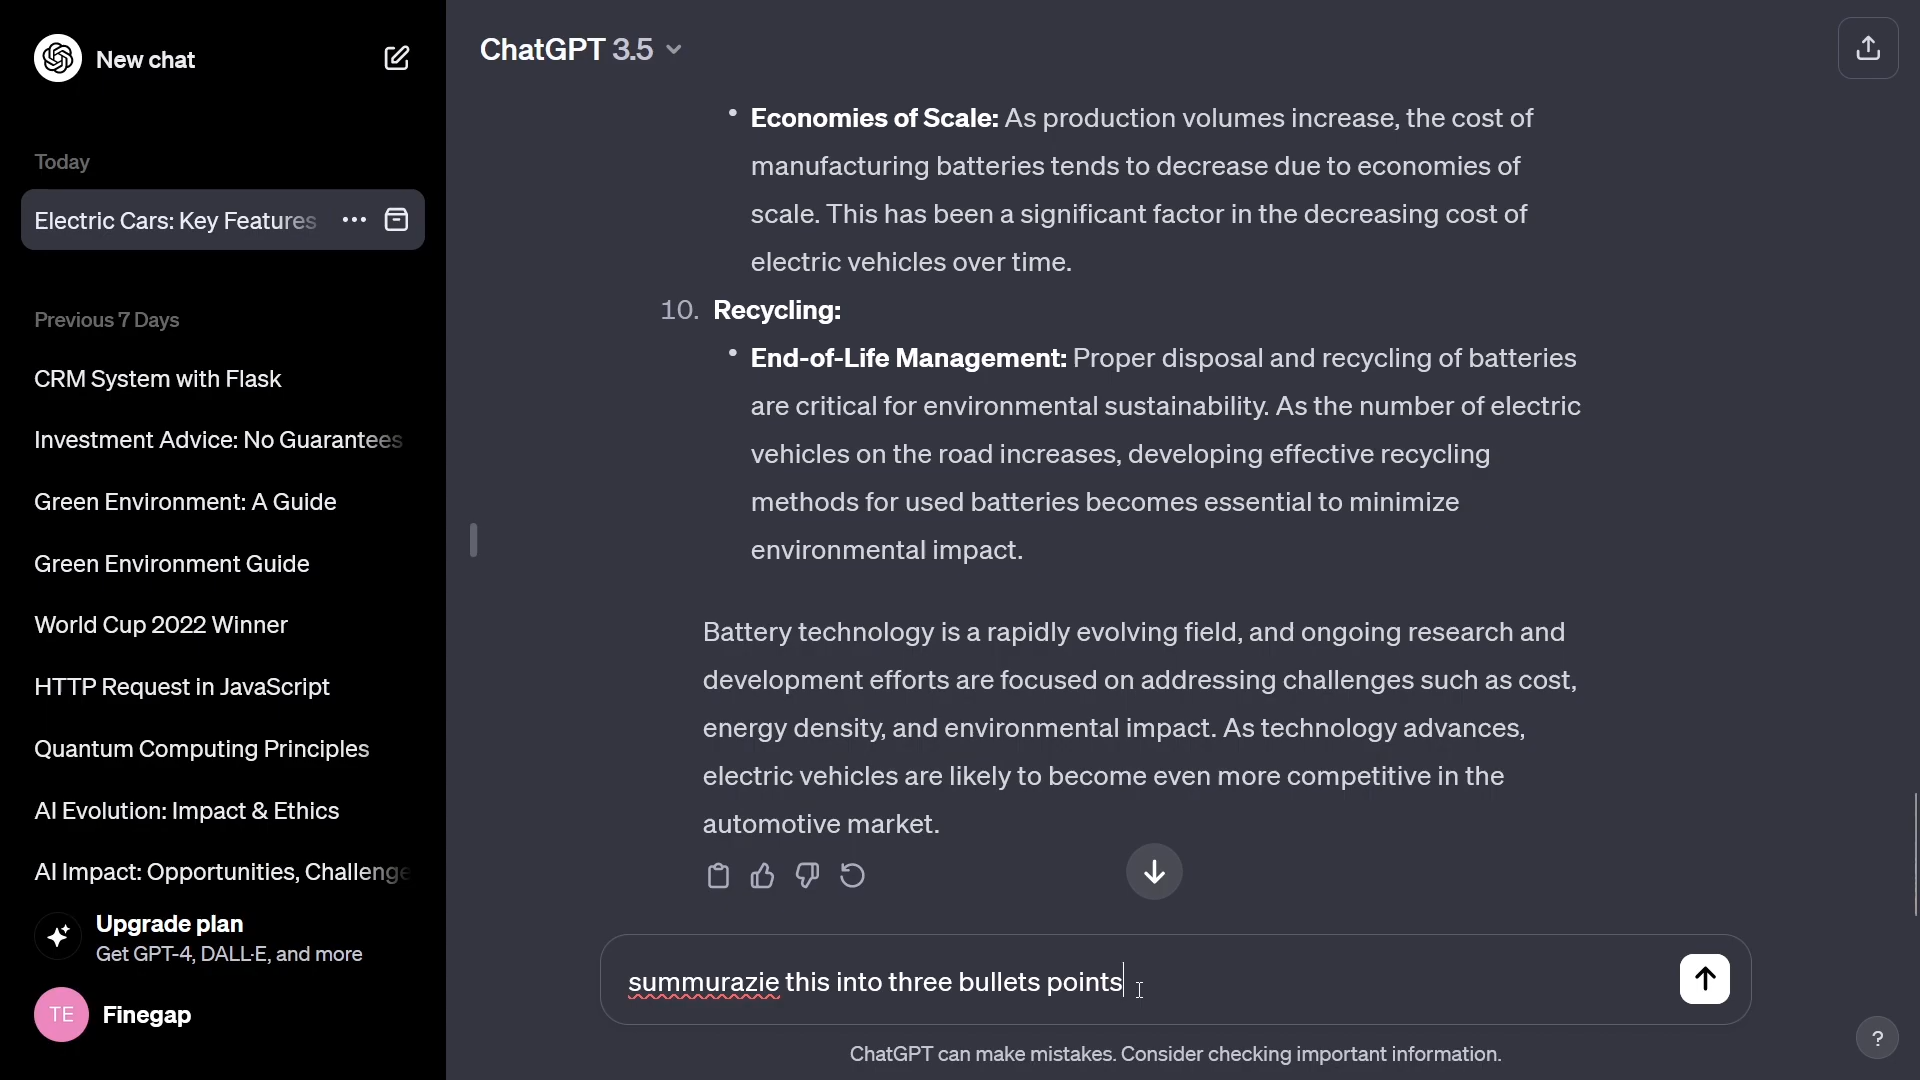 New chat
Today
Electric Cars: Key Features
Previous 7 Days
CRM System with Flask
Investment Advice: No Guarantees
Green Environment: A Guide
Green Environment Guide
World Cup 2022 Winner
HTTP Request in JavaScript
Quantum Computing Principles
AI Evolution: Impact & Ethics
AI Impact: Opportunities, Challenge
Upgrade plan
Get GPT-4, DALL·E, and more
TE Finegap
ChatGPT 3.5
• Economies of Scale: As production volumes increase, the cost of
manufacturing batteries tends to decrease due to economies of
scale. This has been a significant factor in the decreasing cost of
electric vehicles over time.
10. Recycling:
• End-of-Life Management: Proper disposal and recycling of batteries
are critical for environmental sustainability. As the number of electric
vehicles on the road increases, developing effective recycling
methods for used batteries becomes essential to minimize
environmental impact.
Battery technology is a rapidly evolving field, and ongoing research and
development efforts are focused on addressing challenges such as cost,
energy density, and environmental impact. As technology advances,
electric vehicles are likely to become even more competitive in the
automotive market.
summurazie this into three bullets points
ChatGPT can make mistakes. Consider checking important information.
?